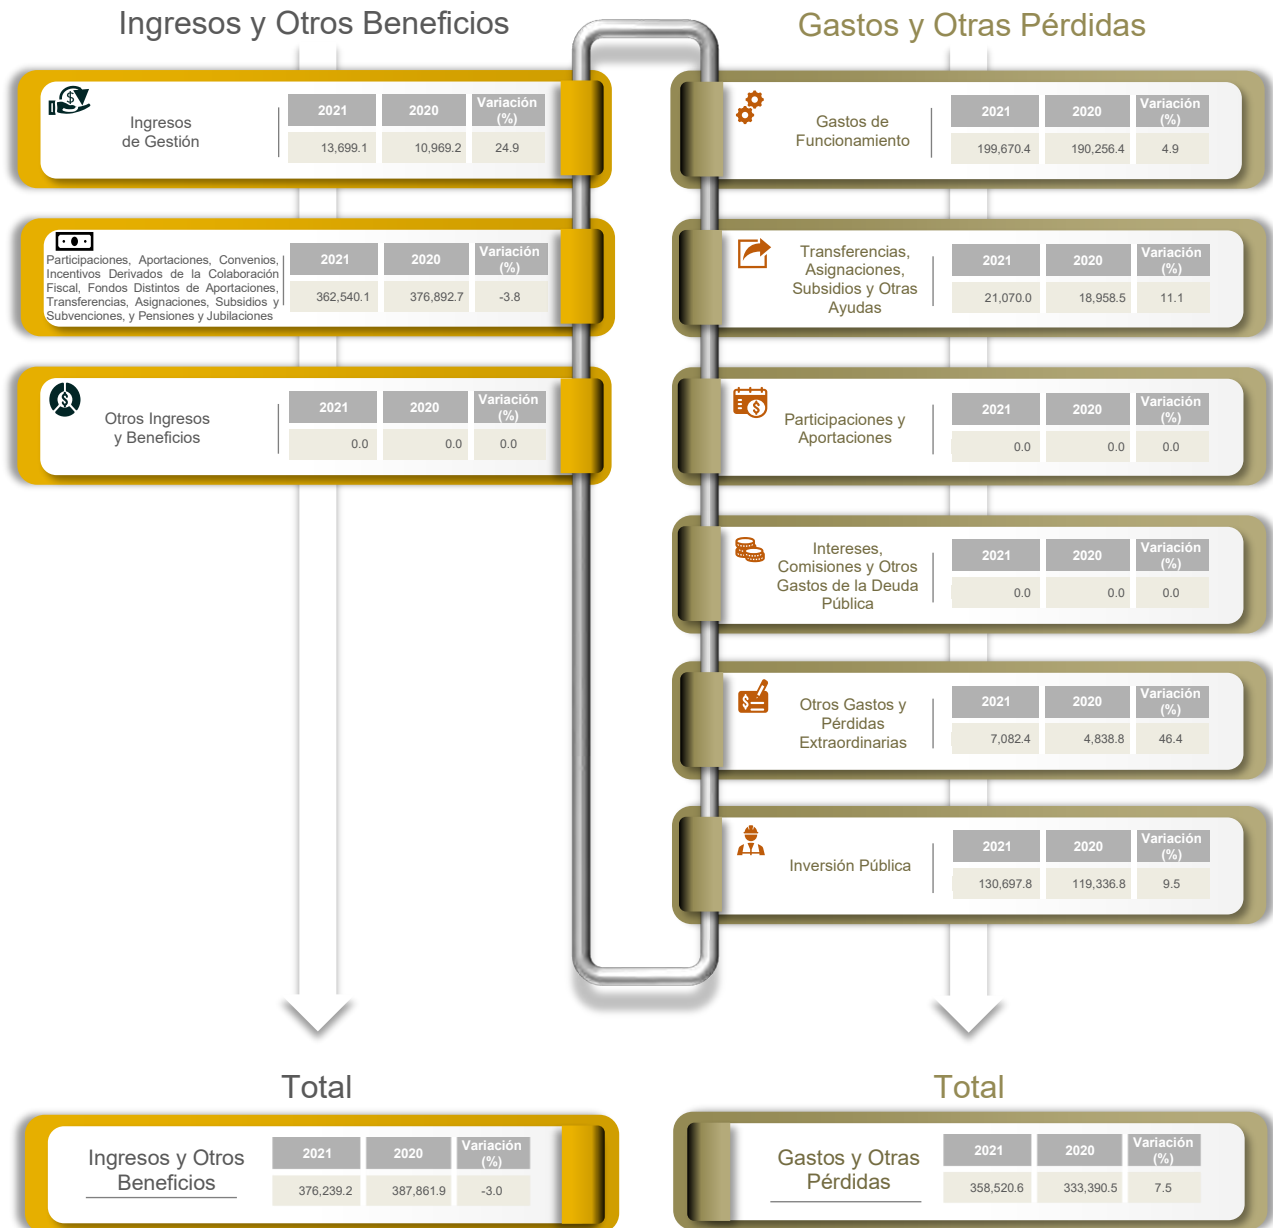 Ingresos y Otros Beneficios
Ingresos
de Gestión
2021 2020 Variación (%)
13,699.1 10,969.2 24.9
Participaciones, Aportaciones, Convenios,
Incentivos Derivados de la Colaboración
Fiscal, Fondos Distintos de Aportaciones,
Transferencias, Asignaciones, Subsidios y
Subvenciones, y Pensiones y Jubilaciones
2021 2020 Variación (%)
362,540.1 376,892.7 -3.8
Otros Ingresos
y Beneficios
2021 2020 Variación (%)
0.0 0.0 0.0
Total
Ingresos y Otros
Beneficios
2021 2020 Variación (%)
376,239.2 387,861.9 -3.0
Gastos y Otras Pérdidas
Gastos de
Funcionamiento
2021 2020 Variación (%)
199,670.4 190,256.4 4.9
Transferencias,
Asignaciones,
Subsidios y Otras
Ayudas
2021 2020 Variación (%)
21,070.0 18,958.5 11.1
Participaciones y
Aportaciones
2021 2020 Variación (%)
0.0 0.0 0.0
Intereses,
Comisiones y Otros
Gastos de la Deuda
Pública
2021 2020 Variación (%)
0.0 0.0 0.0
Otros Gastos y
Pérdidas
Extraordinarias
2021 2020 Variación (%)
7,082.4 4,838.8 46.4
Inversión Pública
2021 2020 Variación (%)
130,697.8 119,336.8 9.5
Total
Gastos y Otras
Pérdidas
2021 2020 Variación (%)
358,520.6 333,390.5 7.5